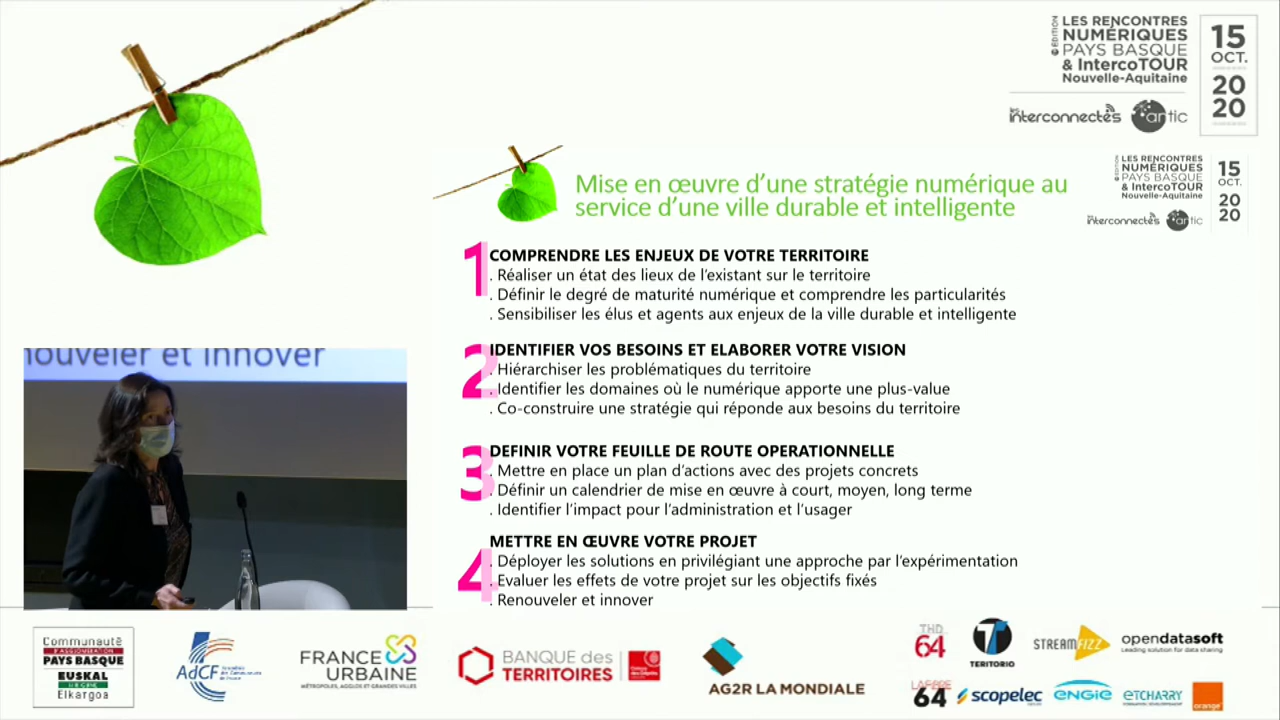 6 ÉDITION
LES RENCONTRES
NUMÉRIQUES
PAYS BASQUE
& IntercoTOUR
Nouvelle-Aquitaine
15
OCT.
20
20
les interconnectés
artic
LES RENCONTRES
NUMÉRIQUES
PAYS BASQUE
& IntercoTOUR
Nouvelle-Aquitaine
15
OCT.
20
20
interconnectés
artic
Mise en œuvre d’une stratégie numérique au
service d’une ville durable et intelligente
1
COMPRENDRE LES ENJEUX DE VOTRE TERRITOIRE
. Réaliser un état des lieux de l’existant sur le territoire
. Définir le degré de maturité numérique et comprendre les particularités
. Sensibiliser les élus et agents aux enjeux de la ville durable et intelligente
2
IDENTIFIER VOS BESOINS ET ELABORER VOTRE VISION
. Hiérarchiser les problématiques du territoire
. Identifier les domaines où le numérique apporte une plus-value
. Co-construire une stratégie qui réponde aux besoins du territoire
3
DEFINIR VOTRE FEUILLE DE ROUTE OPERATIONNELLE
. Mettre en place un plan d’actions avec des projets concrets
. Définir un calendrier de mise en œuvre à court, moyen, long terme
. Identifier l’impact pour l’administration et l’usager
4
METTRE EN ŒUVRE VOTRE PROJET
. Déployer les solutions en privilégiant une approche par l’expérimentation
. Evaluer les effets de votre projet sur les objectifs fixés
. Renouveler et innover
nouveler et innover
Communauté
D'AGGLOMÉRATION
PAYS BASQUE
EUSKAL
Elkargoa
AdCF
FRANCE
URBAINE
MÉTROPOLES, AGGLOS ET GRANDES VILLES
BANQUE des
TERRITOIRES
AG2R LA MONDIALE
THD
64
TERITORIO
STREAMFIZZ
opendatasoft
Leading solution for data sharing
LAFIBRE
64
scopelec
ENGIE
ETCHARRY
orange